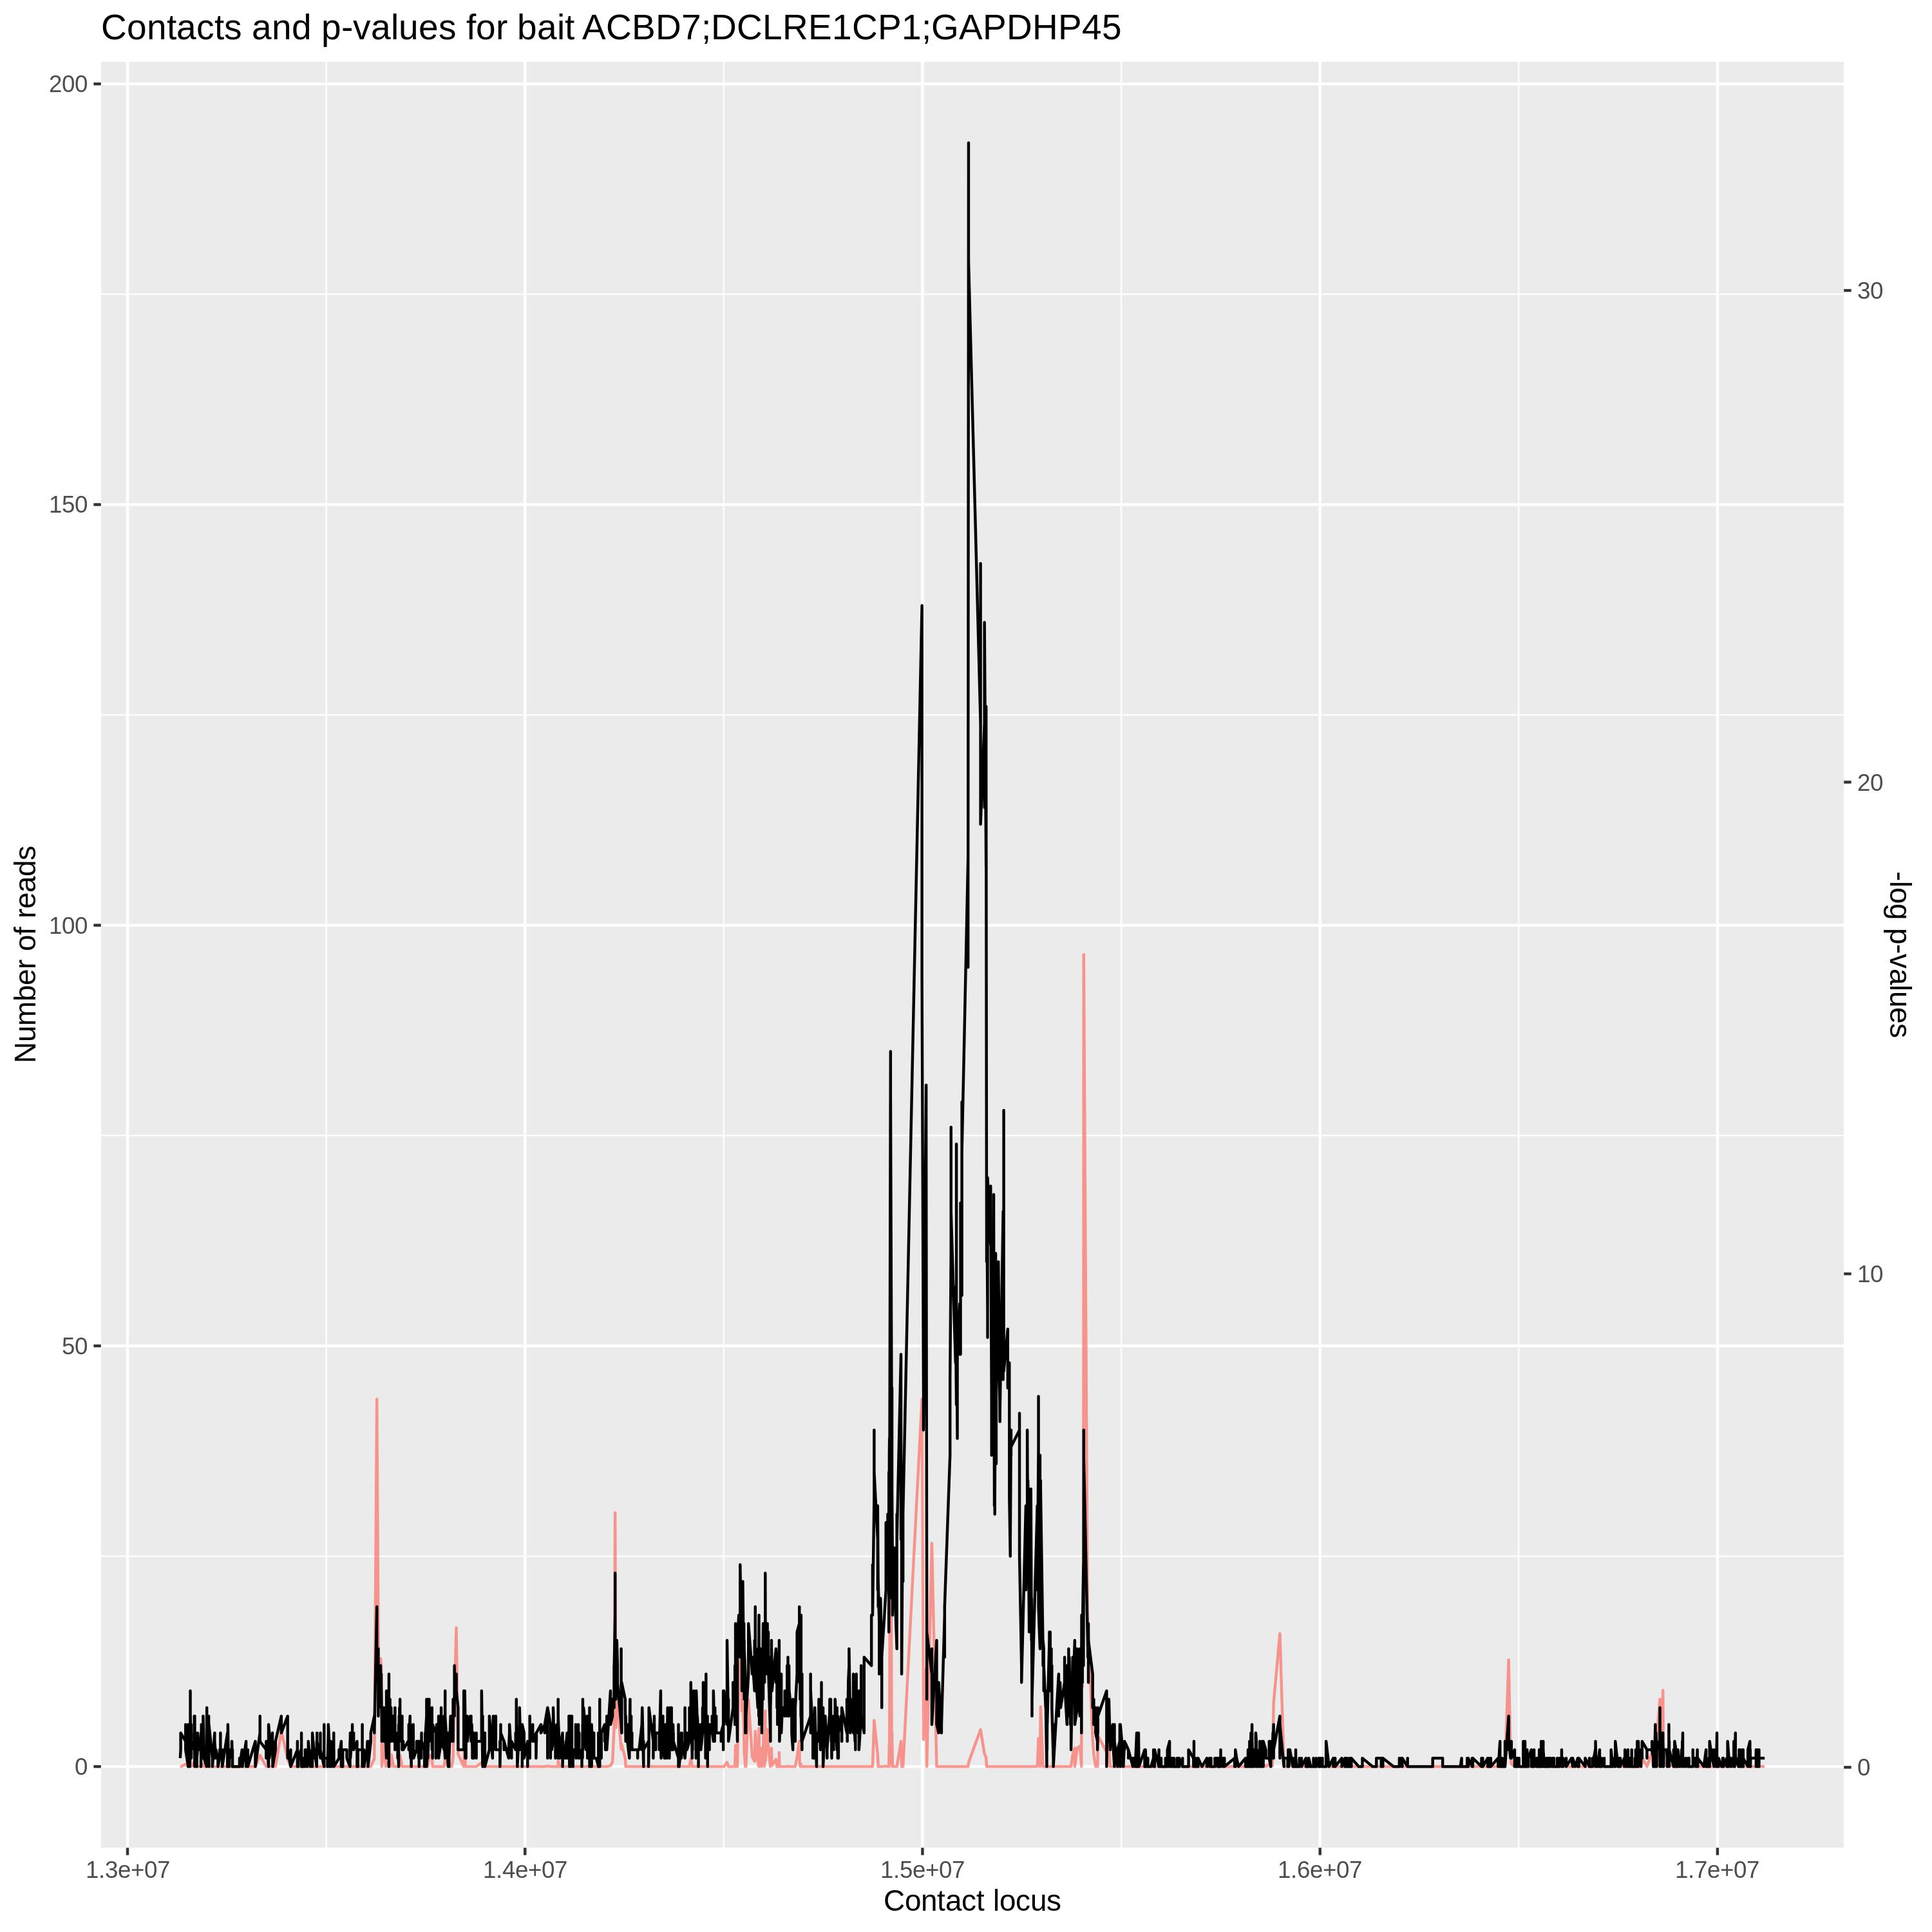 Contacts and p-values for bait ACBD7;DCLRE1CP1;GAPDHP45
200
150
100
50
0
Number of reads
30
20
10
0
-log p-values
1.3e+07
1.4e+07
1.5e+07
1.6e+07
1.7e+07
Contact locus